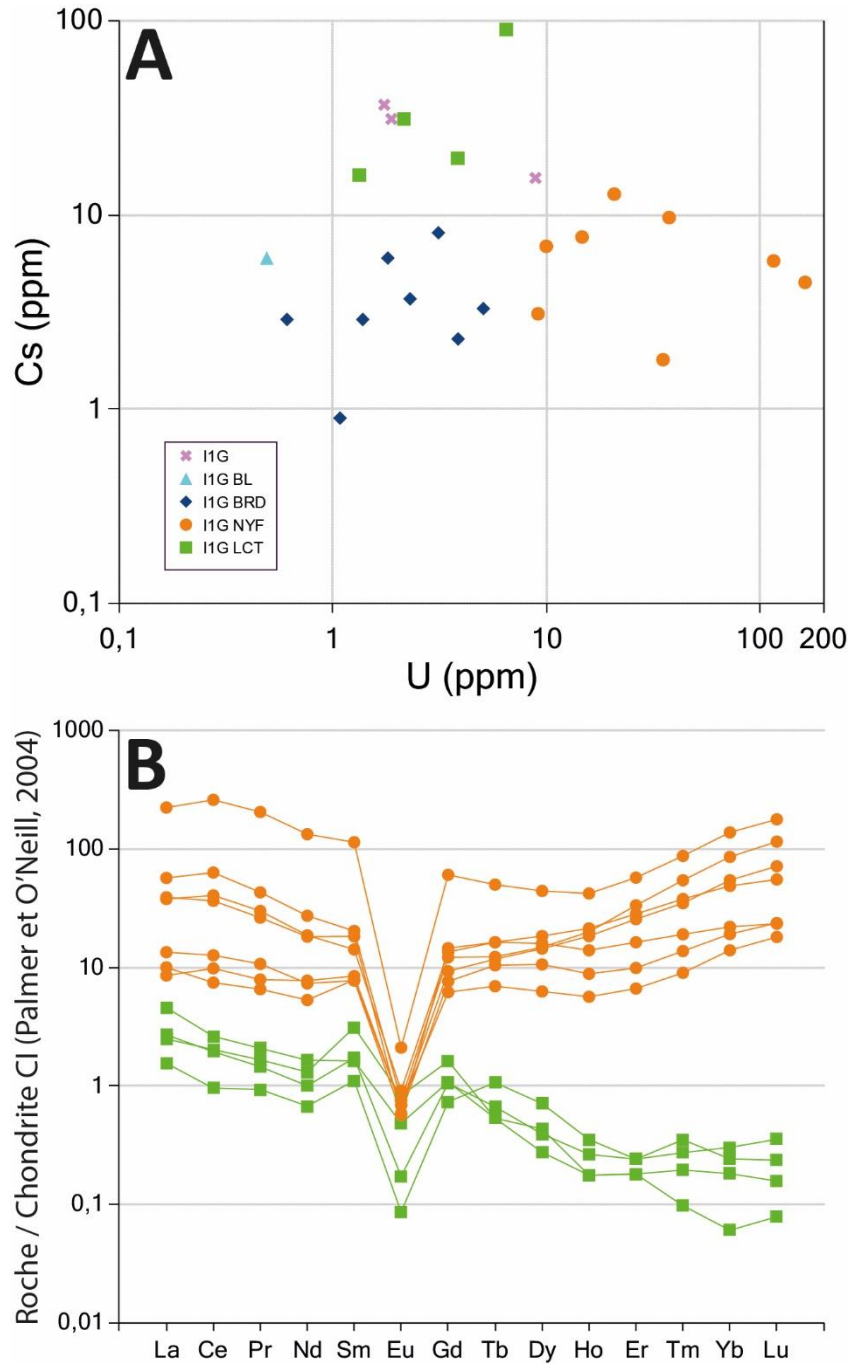 A
100
10
1
0,1
Cs (ppm)
I1G
I1G BL
I1G BRD
I1G NYF
I1G LCT
0,1 1 10 100 200
U (ppm)
B
1000
100
10
1
0,1
0,01
Roche / Chondrite CI (Palmer et O'Neill, 2004)
La Ce Pr Nd Sm Eu Gd Tb Dy Ho Er Tm Yb Lu